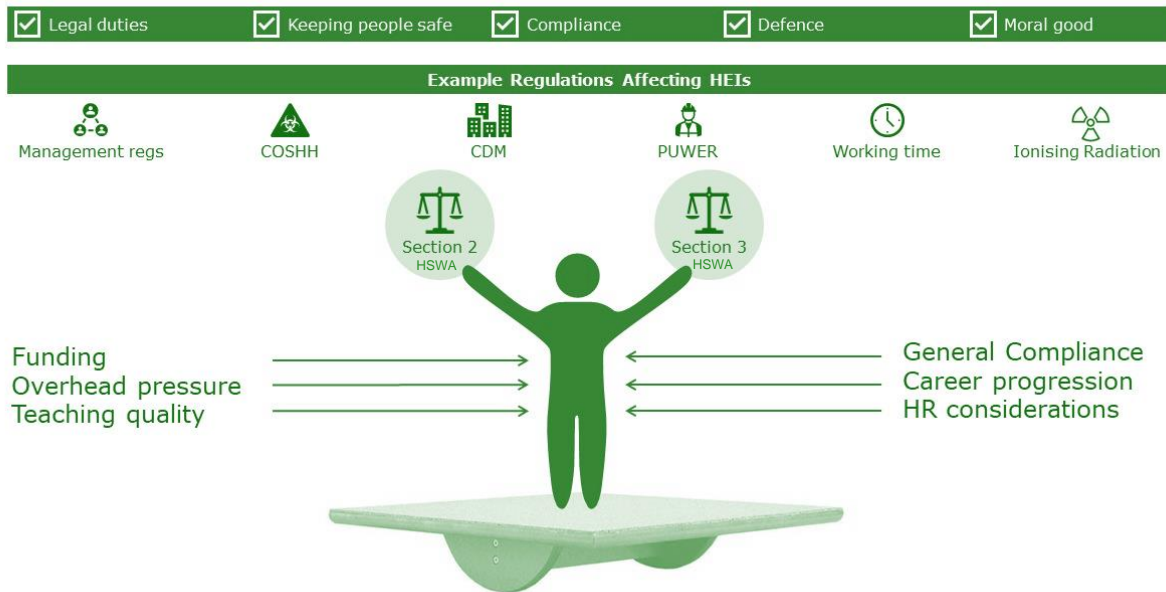 Legal duties Keeping people safe Compliance Defence Moral good
Example Regulations Affecting HEIs
Management regs COSHH CDM PUWER Working time Ionising Radiation
Section 2 Section 3
HSWA HSWA
Funding General Compliance
Overhead pressure Career progression
Teaching quality HR considerations